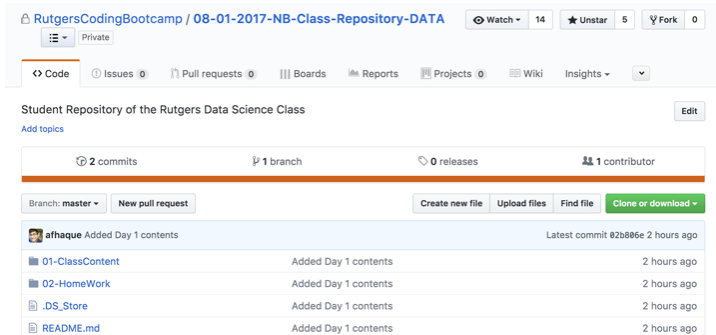 RutgersCodingBootcamp / 08-01-2017-NB-Class-Repository-DATA
Watch 14 Unstar 5 Fork 0
Private
Code Issues 0 Pull requests 0 Boards Reports Projects 0 Wiki Insights
Student Repository of the Rutgers Data Science Class Edit
Add topics
2 commits 1 branch 0 releases 1 contributor
Branch: master New pull request Create new file Upload files Find file Clone or download
afhaque Added Day 1 contents Latest commit 02b806e 2 hours ago
01-ClassContent Added Day 1 contents 2 hours ago
02-HomeWork Added Day 1 contents 2 hours ago
.DS_Store Added Day 1 contents 2 hours ago
README.md Added Day 1 contents 2 hours ago